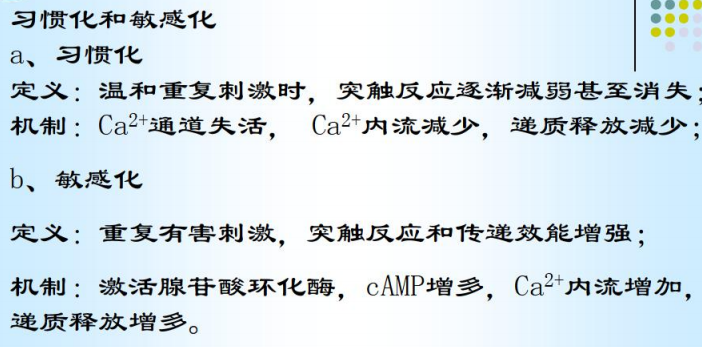 习惯化和敏感化
a、习惯化
定义：温和重复刺激时，突触反应逐渐减弱甚至消失；
机制：Ca²⁺通道失活， Ca²⁺内流减少，递质释放减少；
b、敏感化
定义：重复有害刺激，突触反应和传递效能增强；
机制：激活腺苷酸环化酶，cAMP增多，Ca²⁺内流增加，
递质释放增多。